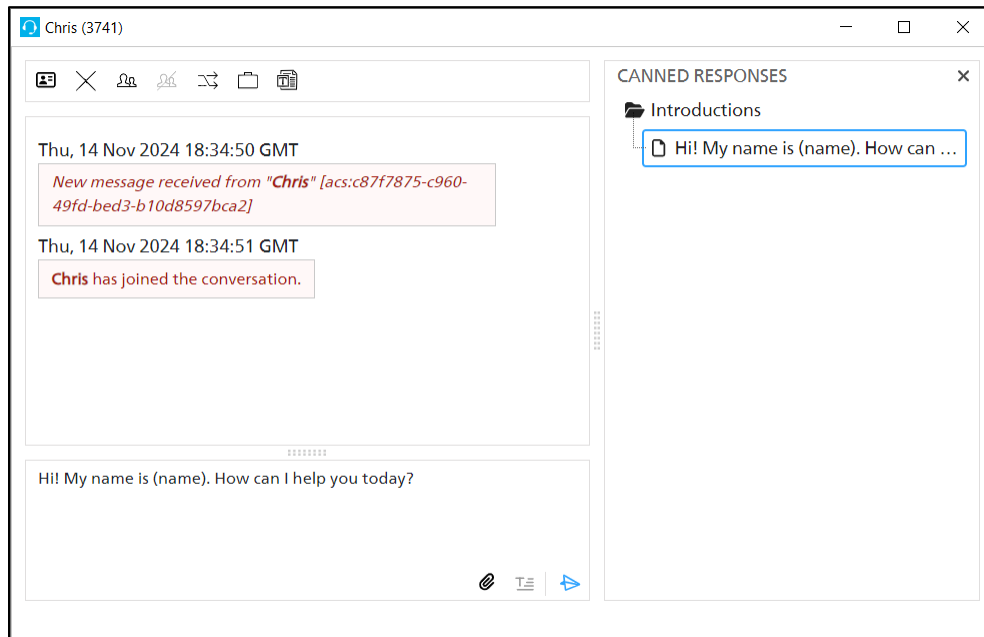 Chris (3741)
CANNED RESPONSES
Introductions
Hi! My name is (name). How can ...
Thu, 14 Nov 2024 18:34:50 GMT
New message received from "Chris" [acs:c87f7875-c960-
49fd-bed3-b10d8597bca2]
Thu, 14 Nov 2024 18:34:51 GMT
Chris has joined the conversation.
Hi! My name is (name). How can I help you today?